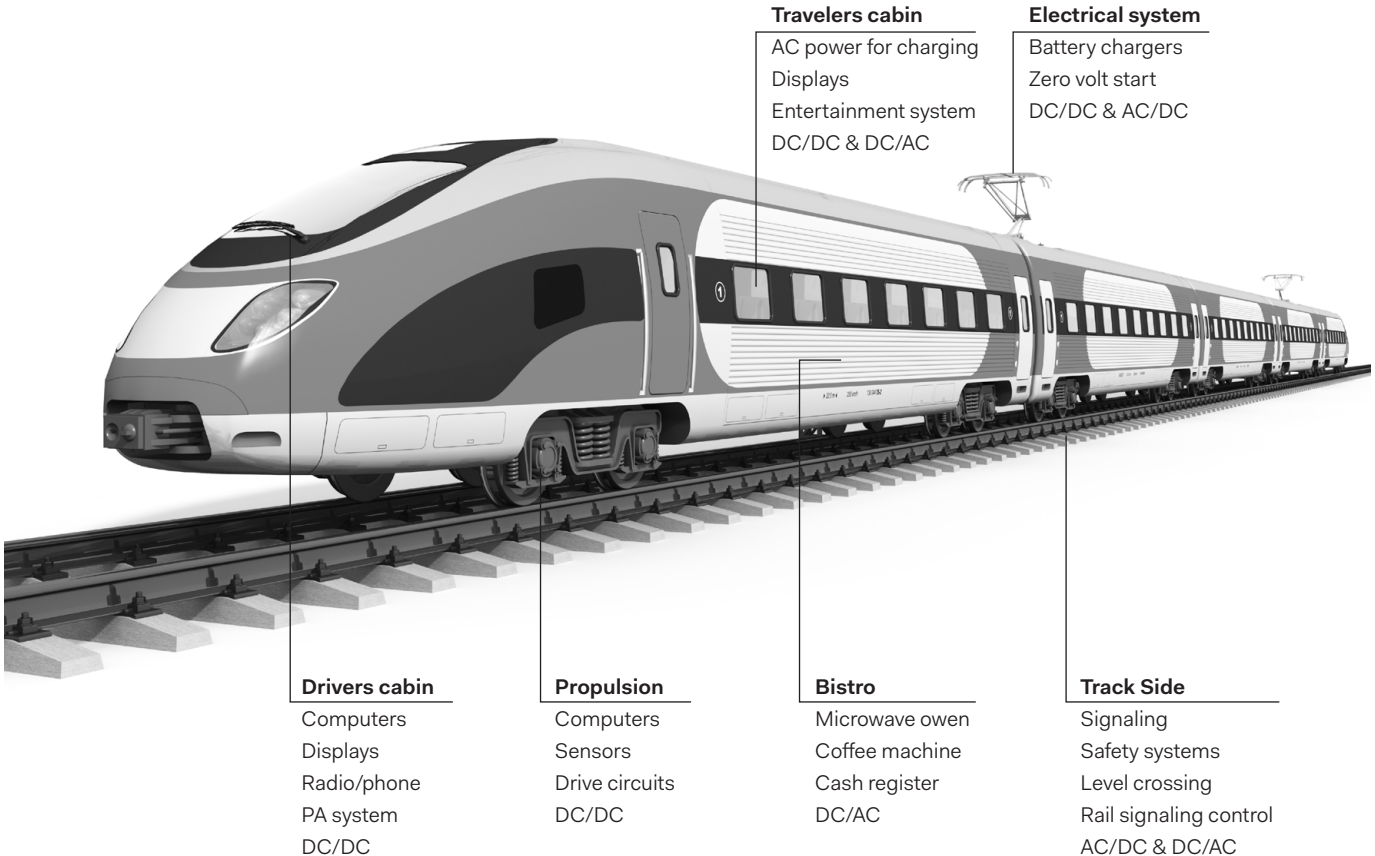 Travelers cabin
AC power for charging
Displays
Entertainment system
DC/DC & DC/AC
Electrical system
Battery chargers
Zero volt start
DC/DC & AC/DC
1
Drivers cabin
Computers
Displays
Radio/phone
PA system
DC/DC
Propulsion
Computers
Sensors
Drive circuits
DC/DC
Bistro
Microwave owen
Coffee machine
Cash register
DC/AC
Track Side
Signaling
Safety systems
Level crossing
Rail signaling control
AC/DC & DC/AC